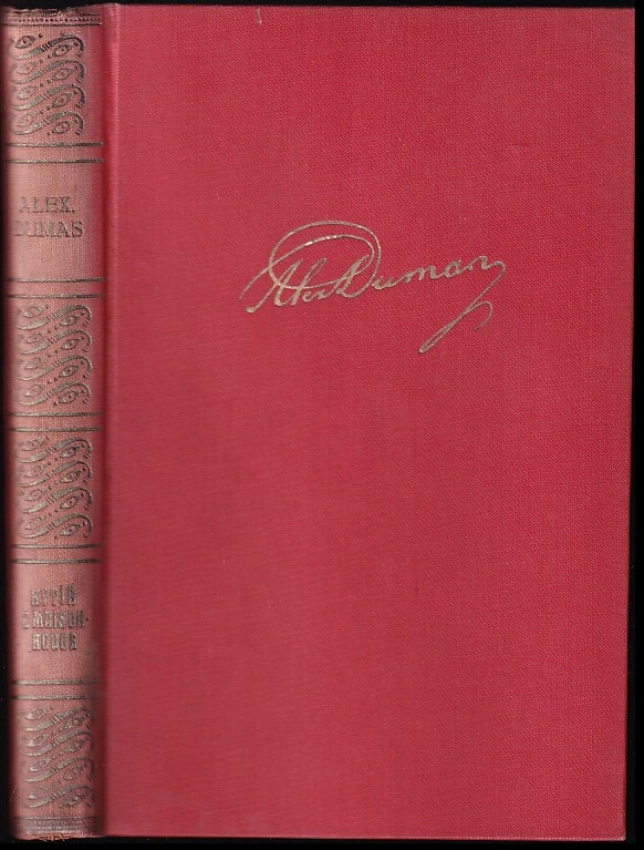 ALEX.
DUMAS
RYTÍŘ
Z MAISON-
ROUGE
Alex Dumas